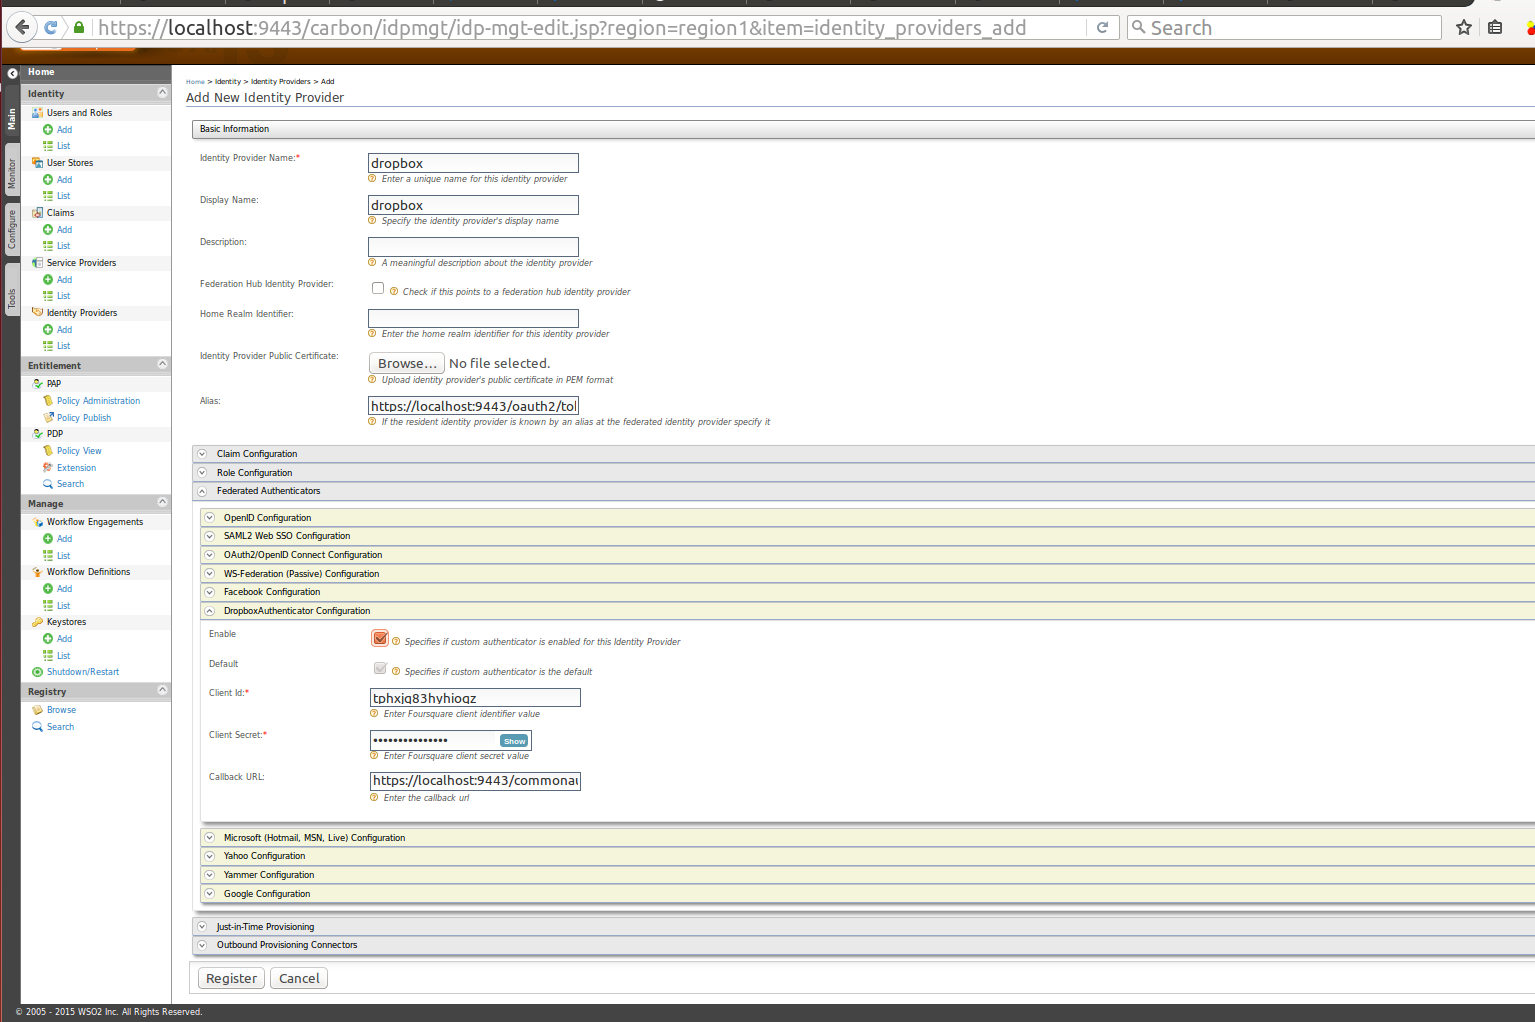 https://localhost:9443/carbon/idpmgt/idp-mgt-edit.jsp?region=region1&item=identity_providers_add
Search
Home
Identity
Users and Roles
Add
List
User Stores
Add
List
Claims
Add
List
Service Providers
Add
List
Identity Providers
Add
List
Entitlement
PAP
Policy Administration
Policy Publish
PDP
Policy View
Extension
Search
Manage
Workflow Engagements
Add
List
Workflow Definitions
Add
List
Keystores
Add
List
Shutdown/Restart
Registry
Browse
Search
Main
Monitor
Configure
Tools
Home > Identity > Identity Providers > Add
Add New Identity Provider
Basic Information
Identity Provider Name:*
dropbox
Enter a unique name for this identity provider
Display Name:
dropbox
Specify the identity provider's display name
Description:
A meaningful description about the identity provider
Federation Hub Identity Provider:
Check if this points to a federation hub identity provider
Home Realm Identifier:
Enter the home realm identifier for this identity provider
Identity Provider Public Certificate:
Browse... No file selected.
Upload identity provider's public certificate in PEM format
Alias:
https://localhost:9443/oauth2/tol
If the resident identity provider is known by an alias at the federated identity provider specify it
Claim Configuration
Role Configuration
Federated Authenticators
OpenID Configuration
SAML2 Web SSO Configuration
OAuth2/OpenID Connect Configuration
WS-Federation (Passive) Configuration
Facebook Configuration
DropboxAuthenticator Configuration
Enable
Specifies if custom authenticator is enabled for this Identity Provider
Default
Specifies if custom authenticator is the default
Client Id:*
Enter Foursquare client identifier value
Client Secret:*
••••••••••••••• Show
Enter Foursquare client secret value
Callback URL:
https://localhost:9443/commonau
Enter the callback url
Microsoft (Hotmail, MSN, Live) Configuration
Yahoo Configuration
Yammer Configuration
Google Configuration
Just-in-Time Provisioning
Outbound Provisioning Connectors
Register
Cancel
© 2005 - 2015 WSO2 Inc. All Rights Reserved.